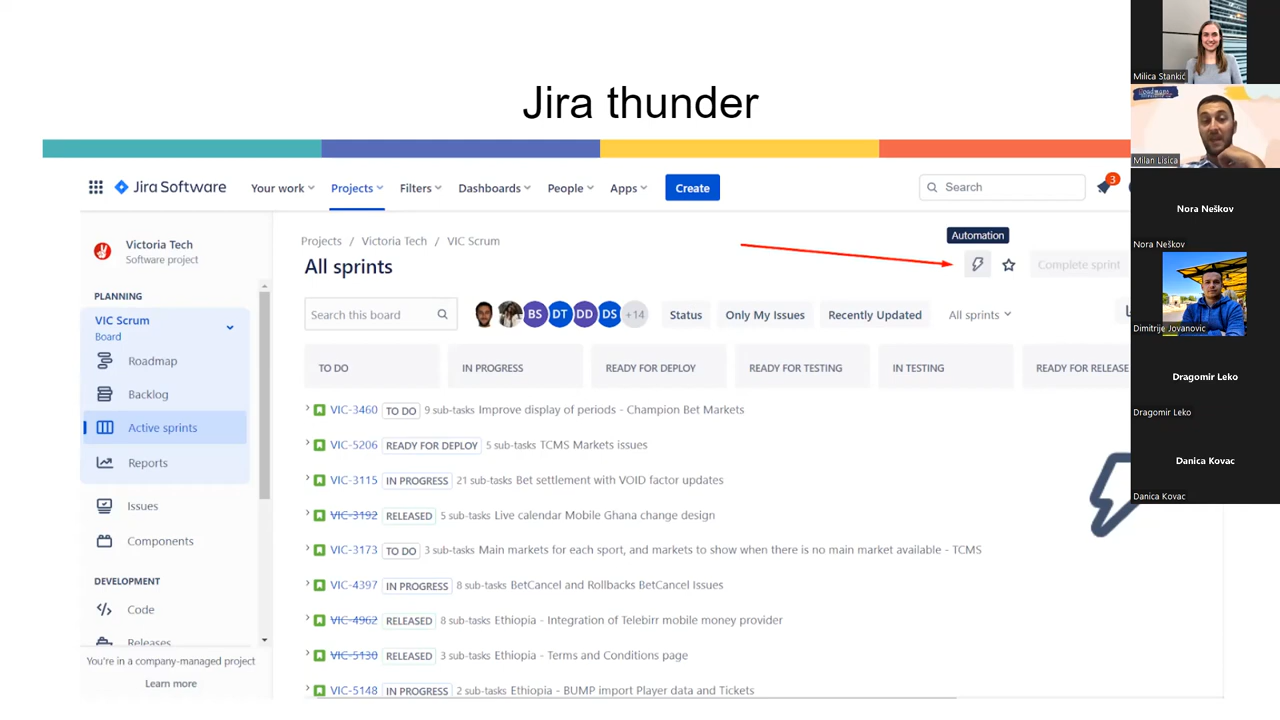 Jira thunder
Jira Software
Your work
Projects
Filters
Dashboards
People
Apps
Create
Search
3
Victoria Tech
Software project
Projects / Victoria Tech / VIC Scrum
Automation
All sprints
Complete sprint
PLANNING
VIC Scrum
Board
Roadmap
Backlog
Active sprints
Reports
Issues
Components
DEVELOPMENT
Code
Releases
You're in a company-managed project
Learn more
Search this board
BS
DT
DD
DS
+14
Status
Only My Issues
Recently Updated
All sprints
TO DO
IN PROGRESS
READY FOR DEPLOY
READY FOR TESTING
IN TESTING
READY FOR RELEASE
VIC-3460 TO DO 9 sub-tasks Improve display of periods - Champion Bet Markets
VIC-5206 READY FOR DEPLOY 5 sub-tasks TCMS Markets issues
VIC-3115 IN PROGRESS 21 sub-tasks Bet settlement with VOID factor updates
VIC-3192 RELEASED 5 sub-tasks Live calendar Mobile Ghana change design
VIC-3173 TO DO 3 sub-tasks Main markets for each sport, and markets to show when there is no main market available - TCMS
VIC-4397 IN PROGRESS 8 sub-tasks BetCancel and Rollbacks BetCancel Issues
VIC-4962 RELEASED 8 sub-tasks Ethiopia - Integration of Telebirr mobile money provider
VIC-5130 RELEASED 3 sub-tasks Ethiopia - Terms and Conditions page
VIC-5148 IN PROGRESS 2 sub-tasks Ethiopia - BUMP import Player data and Tickets
Milica Stankić
Milan Lisica
Nora Neškov
Nora Neškov
Dimitrije Jovanovic
Dragomir Leko
Dragomir Leko
Danica Kovac
Danica Kovac